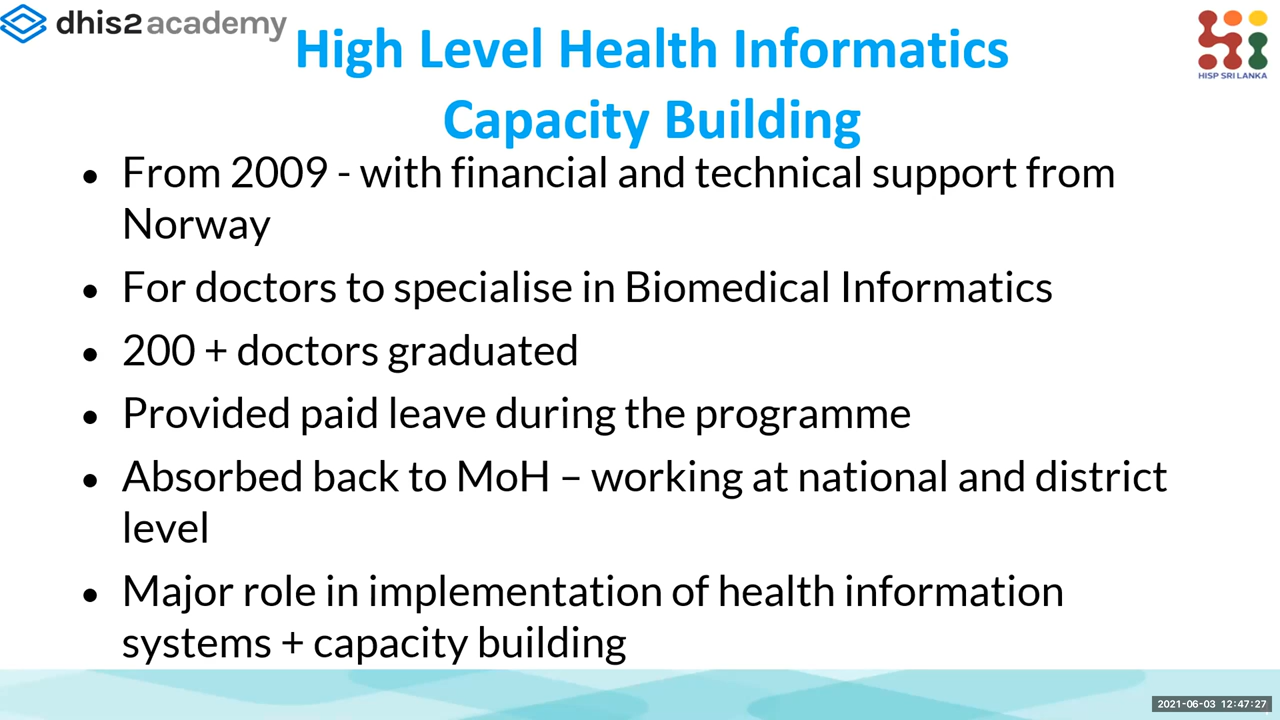 dhis2 academy
High Level Health Informatics
Capacity Building
HISP SRI LANKA
• From 2009 - with financial and technical support from
Norway
• For doctors to specialise in Biomedical Informatics
• 200 + doctors graduated
• Provided paid leave during the programme
• Absorbed back to MoH – working at national and district
level
• Major role in implementation of health information
systems + capacity building
2021-06-03 12:47:27